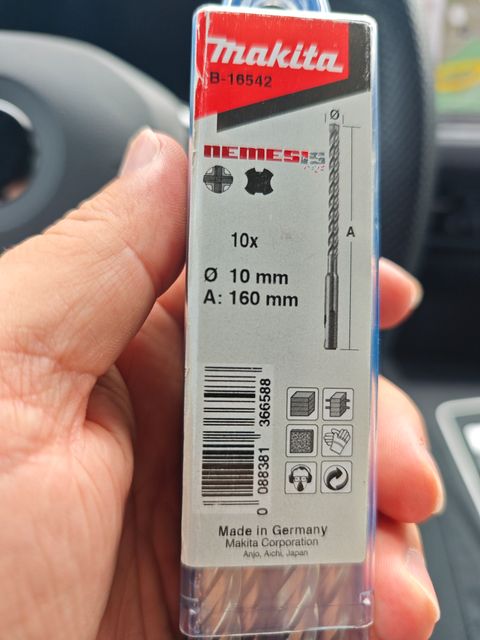 makita
B-16542
NEMESIS
Ø
A
10x
Ø 10 mm
A: 160 mm
0 088381 366588
Made in Germany
Makita Corporation
Anjo, Aichi, Japan